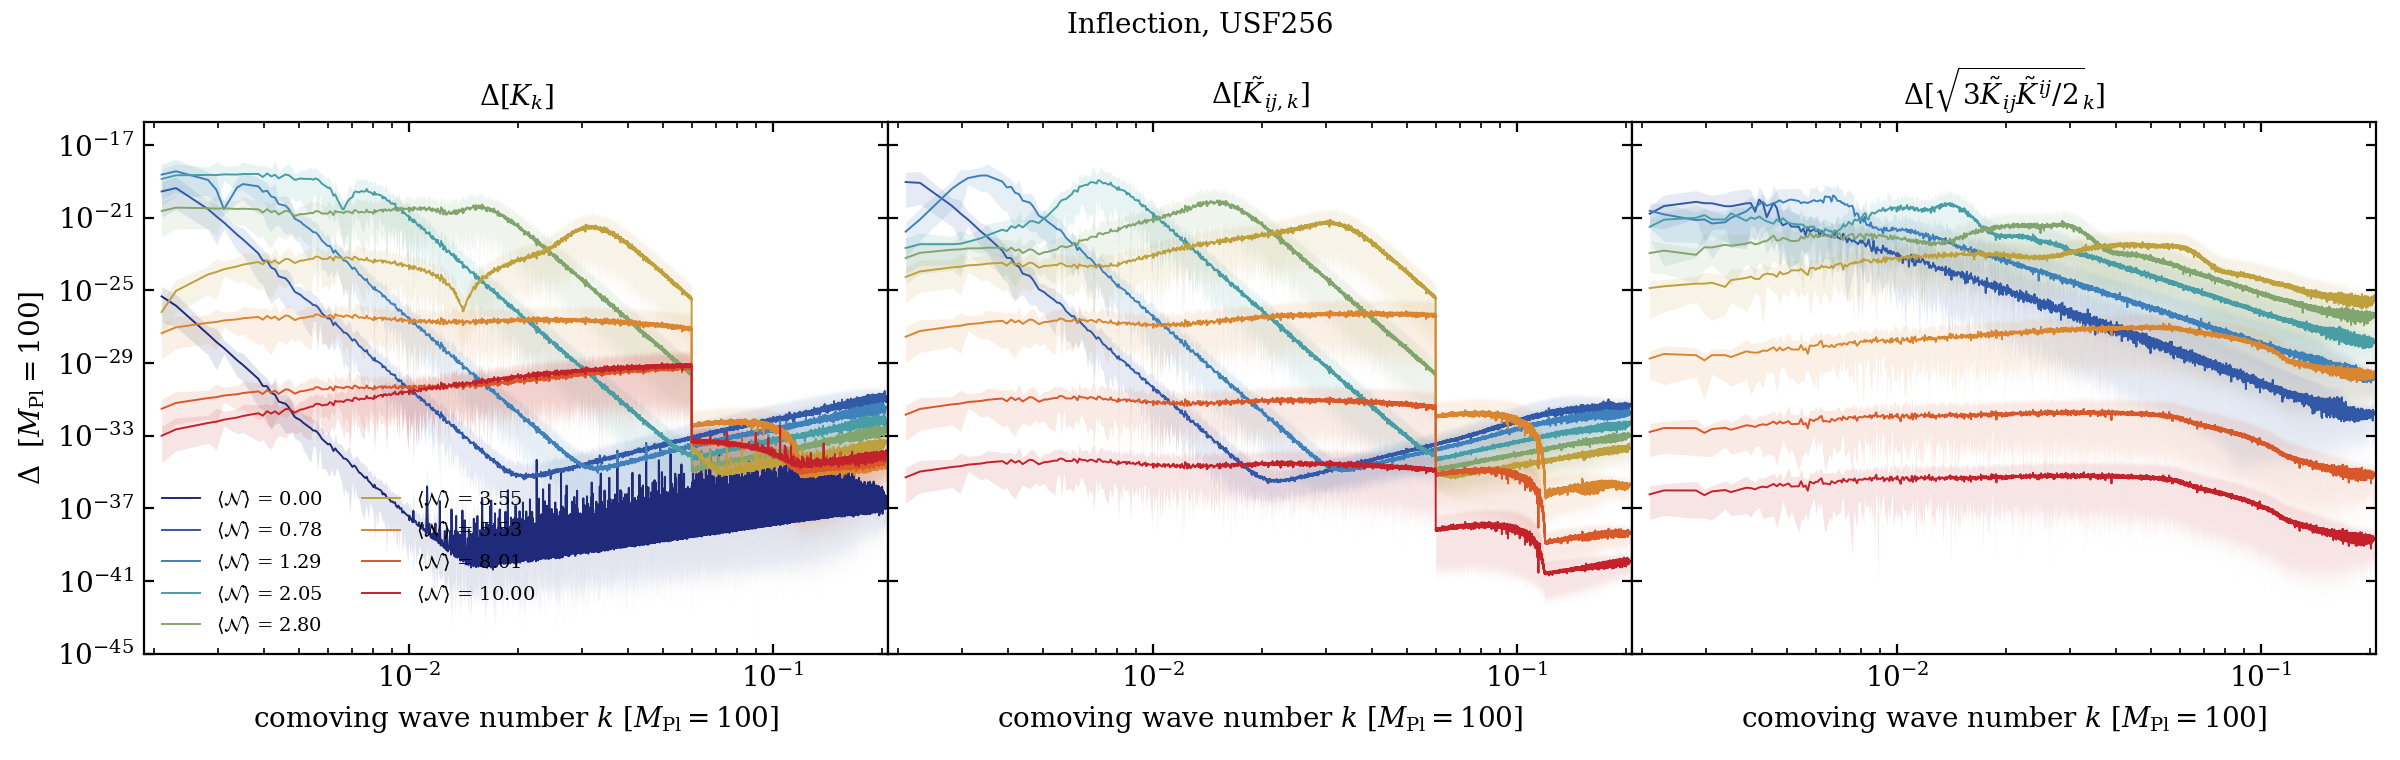 Inflection, USF256
Δ[K_k]
Δ[K̃_{ij,k}]
Δ[√(3K̃_{ij}K̃^{ij}/2)_k]
Δ [M_Pl = 100]
10^{−17}
10^{−21}
10^{−25}
10^{−29}
10^{−33}
10^{−37}
10^{−41}
10^{−45}
⟨𝒩⟩ = 0.00
⟨𝒩⟩ = 0.78
⟨𝒩⟩ = 1.29
⟨𝒩⟩ = 2.05
⟨𝒩⟩ = 2.80
⟨𝒩⟩ = 3.55
⟨𝒩⟩ = 5.53
⟨𝒩⟩ = 8.01
⟨𝒩⟩ = 10.00
10^{−2} 10^{−1}
10^{−2} 10^{−1}
10^{−2} 10^{−1}
comoving wave number k [M_Pl = 100]
comoving wave number k [M_Pl = 100]
comoving wave number k [M_Pl = 100]